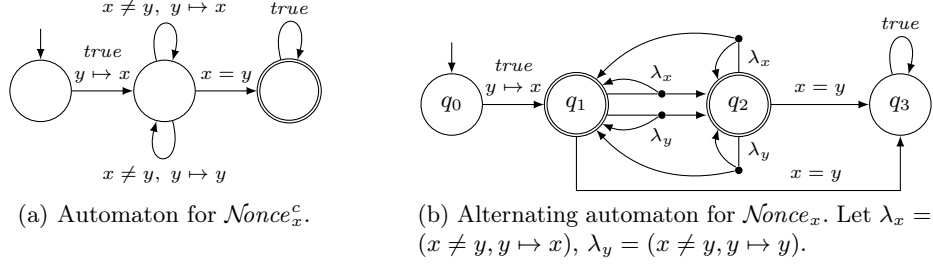 x ≠ y, y ↦ x
true
true
y ↦ x
x = y
x ≠ y, y ↦ y
(a) Automaton for Nonce^c_x.
true
y ↦ x
q0
q1
q2
q3
λx
λy
λx
λy
x = y
x = y
true
(b) Alternating automaton for Nonce_x. Let λx =
(x ≠ y, y ↦ x), λy = (x ≠ y, y ↦ y).